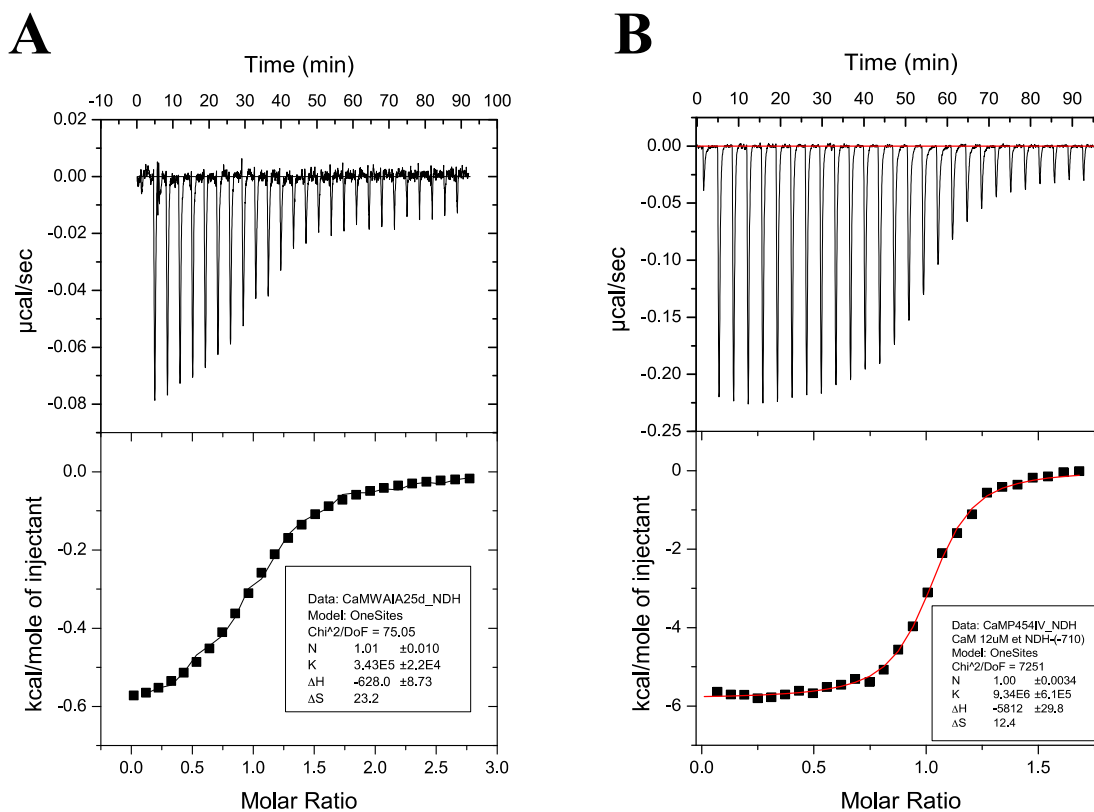 A
Time (min)
-10 0 10 20 30 40 50 60 70 80 90 100
0.02
0.00
-0.02
-0.04
-0.06
-0.08
µcal/sec
0.0
-0.2
-0.4
-0.6
kcal/mole of injectant
Data: CaMWAIA25d_NDH
Model: OneSites
Chi^2/DoF = 75.05
N 1.01 ±0.010
K 3.43E5 ±2.2E4
ΔH -628.0 ±8.73
ΔS 23.2
0.0 0.5 1.0 1.5 2.0 2.5 3.0
Molar Ratio
B
Time (min)
0 10 20 30 40 50 60 70 80 90
0.00
-0.05
-0.10
-0.15
-0.20
-0.25
µcal/sec
0
-2
-4
-6
kcal/mole of injectant
Data: CaMP454IV_NDH
CaM 12uM et NDH-(-710)
Model: OneSites
Chi^2/DoF = 7251
N 1.00 ±0.0034
K 9.34E6 ±6.1E5
ΔH -5812 ±29.8
ΔS 12.4
0.0 0.5 1.0 1.5
Molar Ratio